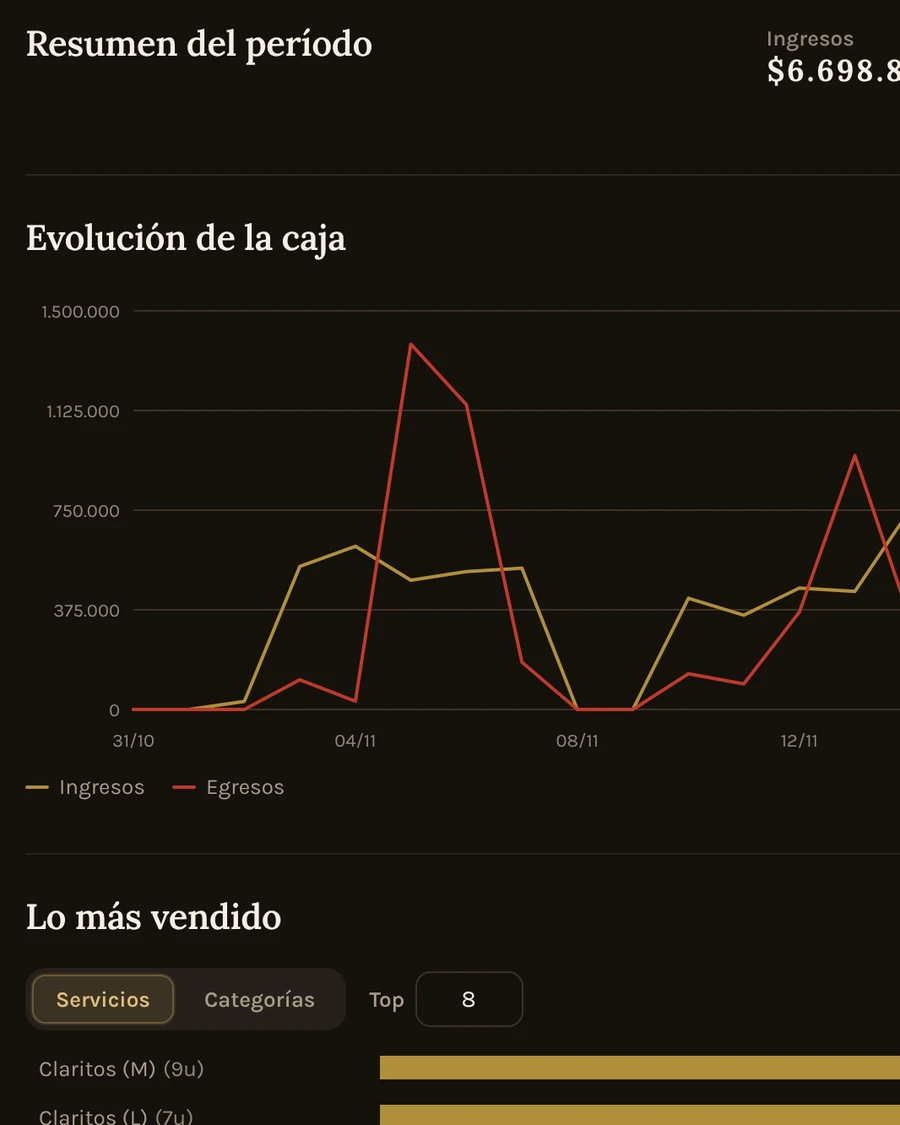 Resumen del período
Ingresos
$6.698.8
Evolución de la caja
1.500.000
1.125.000
750.000
375.000
0
31/10 04/11 08/11 12/11
Ingresos Egresos
Lo más vendido
Servicios Categorías Top 8
Claritos (M) (9u)
Claritos (L) (7u)